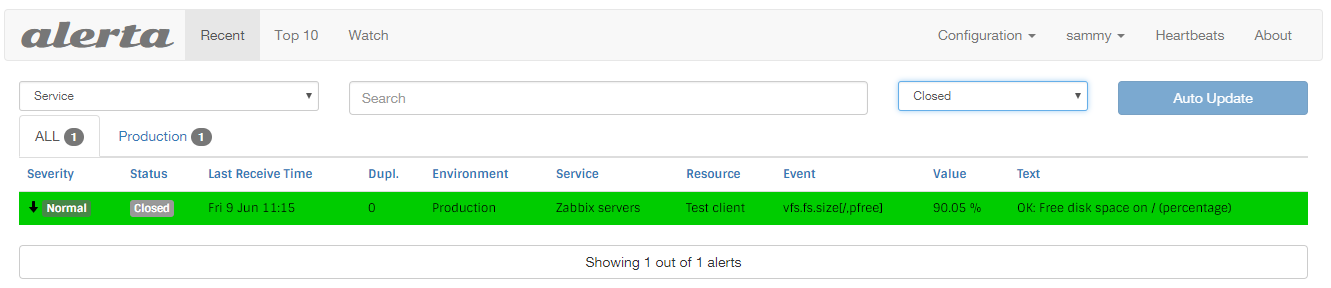 alerta Recent Top 10 Watch Configuration sammy Heartbeats About
Service Search Closed Auto Update
ALL 1 Production 1
Severity Status Last Receive Time Dupl. Environment Service Resource Event Value Text
Normal Closed Fri 9 Jun 11:15 0 Production Zabbix servers Test client vfs.fs.size[/,pfree] 90.05 % OK: Free disk space on / (percentage)
Showing 1 out of 1 alerts